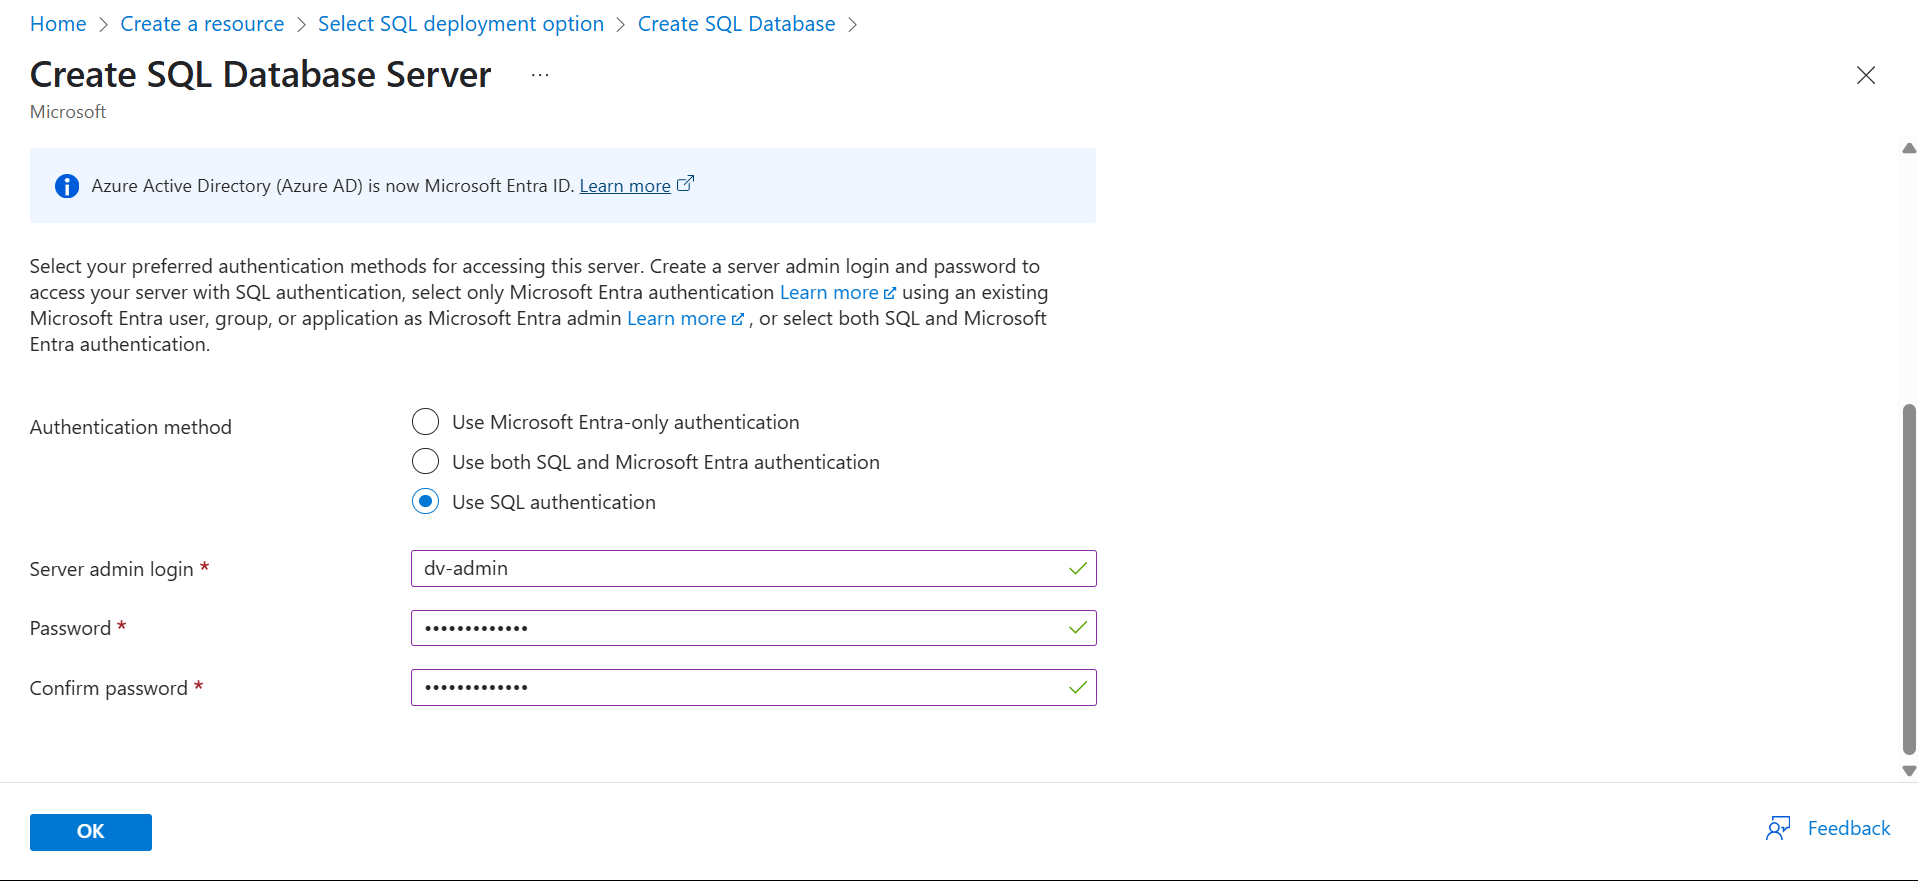 Home > Create a resource > Select SQL deployment option > Create SQL Database >
Create SQL Database Server ...
Microsoft
Azure Active Directory (Azure AD) is now Microsoft Entra ID. Learn more
Select your preferred authentication methods for accessing this server. Create a server admin login and password to
access your server with SQL authentication, select only Microsoft Entra authentication Learn more using an existing
Microsoft Entra user, group, or application as Microsoft Entra admin Learn more , or select both SQL and Microsoft
Entra authentication.
Authentication method
Use Microsoft Entra-only authentication
Use both SQL and Microsoft Entra authentication
Use SQL authentication
Server admin login *
dv-admin
Password *
•••••••••••••
Confirm password *
•••••••••••••
OK
Feedback